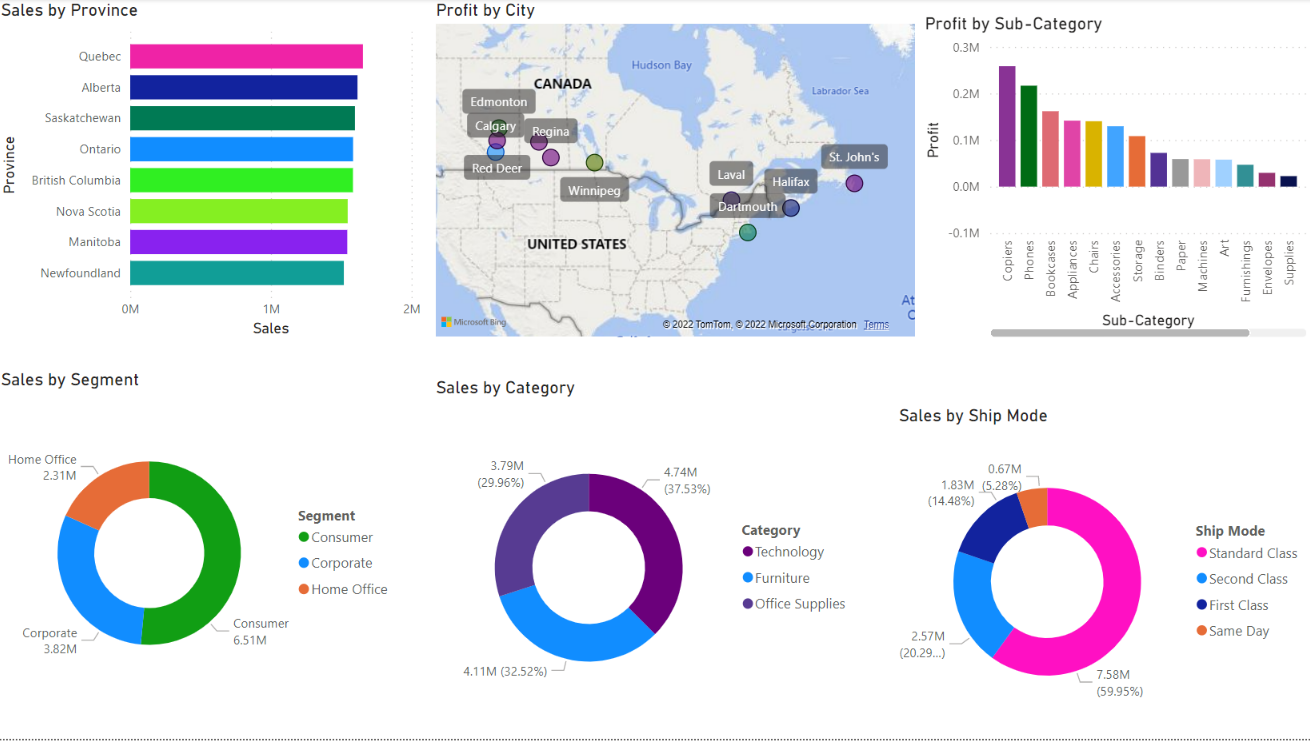 Sales by Province
Province
Quebec
Alberta
Saskatchewan
Ontario
British Columbia
Nova Scotia
Manitoba
Newfoundland
0M
1M
2M
Sales
Profit by City
Hudson Bay
Labrador Sea
CANADA
Edmonton
Calgary
Regina
Red Deer
Winnipeg
St. John's
Laval
Halifax
Dartmouth
UNITED STATES
At
Microsoft Bing
© 2022 TomTom, © 2022 Microsoft Corporation Terms
Profit by Sub-Category
Profit
0.3M
0.2M
0.1M
0.0M
-0.1M
Copiers
Phones
Bookcases
Appliances
Chairs
Accessories
Storage
Binders
Paper
Machines
Art
Furnishings
Envelopes
Supplies
Sub-Category
Sales by Segment
Home Office
2.31M
Corporate
3.82M
Consumer
6.51M
Segment
Consumer
Corporate
Home Office
Sales by Category
3.79M
(29.96%)
4.74M
(37.53%)
4.11M (32.52%)
Category
Technology
Furniture
Office Supplies
Sales by Ship Mode
0.67M
(5.28%)
1.83M
(14.48%)
2.57M
(20.29...)
7.58M
(59.95%)
Ship Mode
Standard Class
Second Class
First Class
Same Day